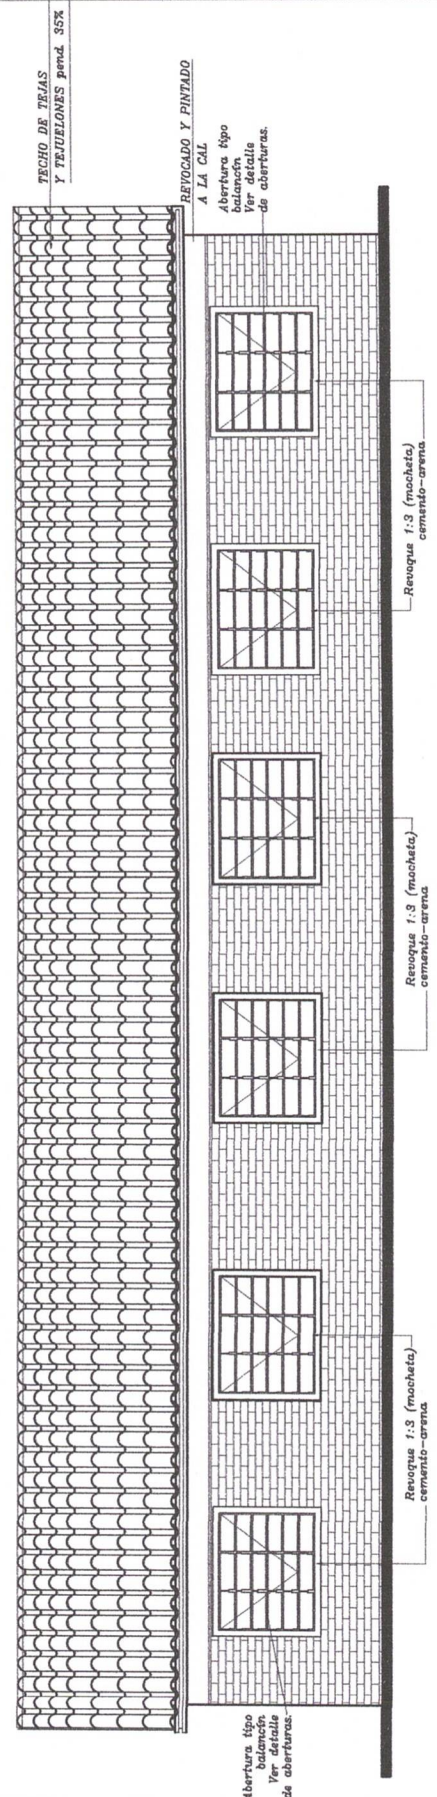 TECHO DE TEJAS
Y TEJUELONES pend. 35%
REVOCADO Y PINTADO
A LA CAL
Abertura tipo
balancín
Ver detalle
de aberturas.
Revoque 1:3 (mocheta)
cemento-arena
Revoque 1:3 (mocheta)
cemento-arena
Revoque 1:3 (mocheta)
cemento-arena
Abertura tipo
balancín
Ver detalle
de aberturas.